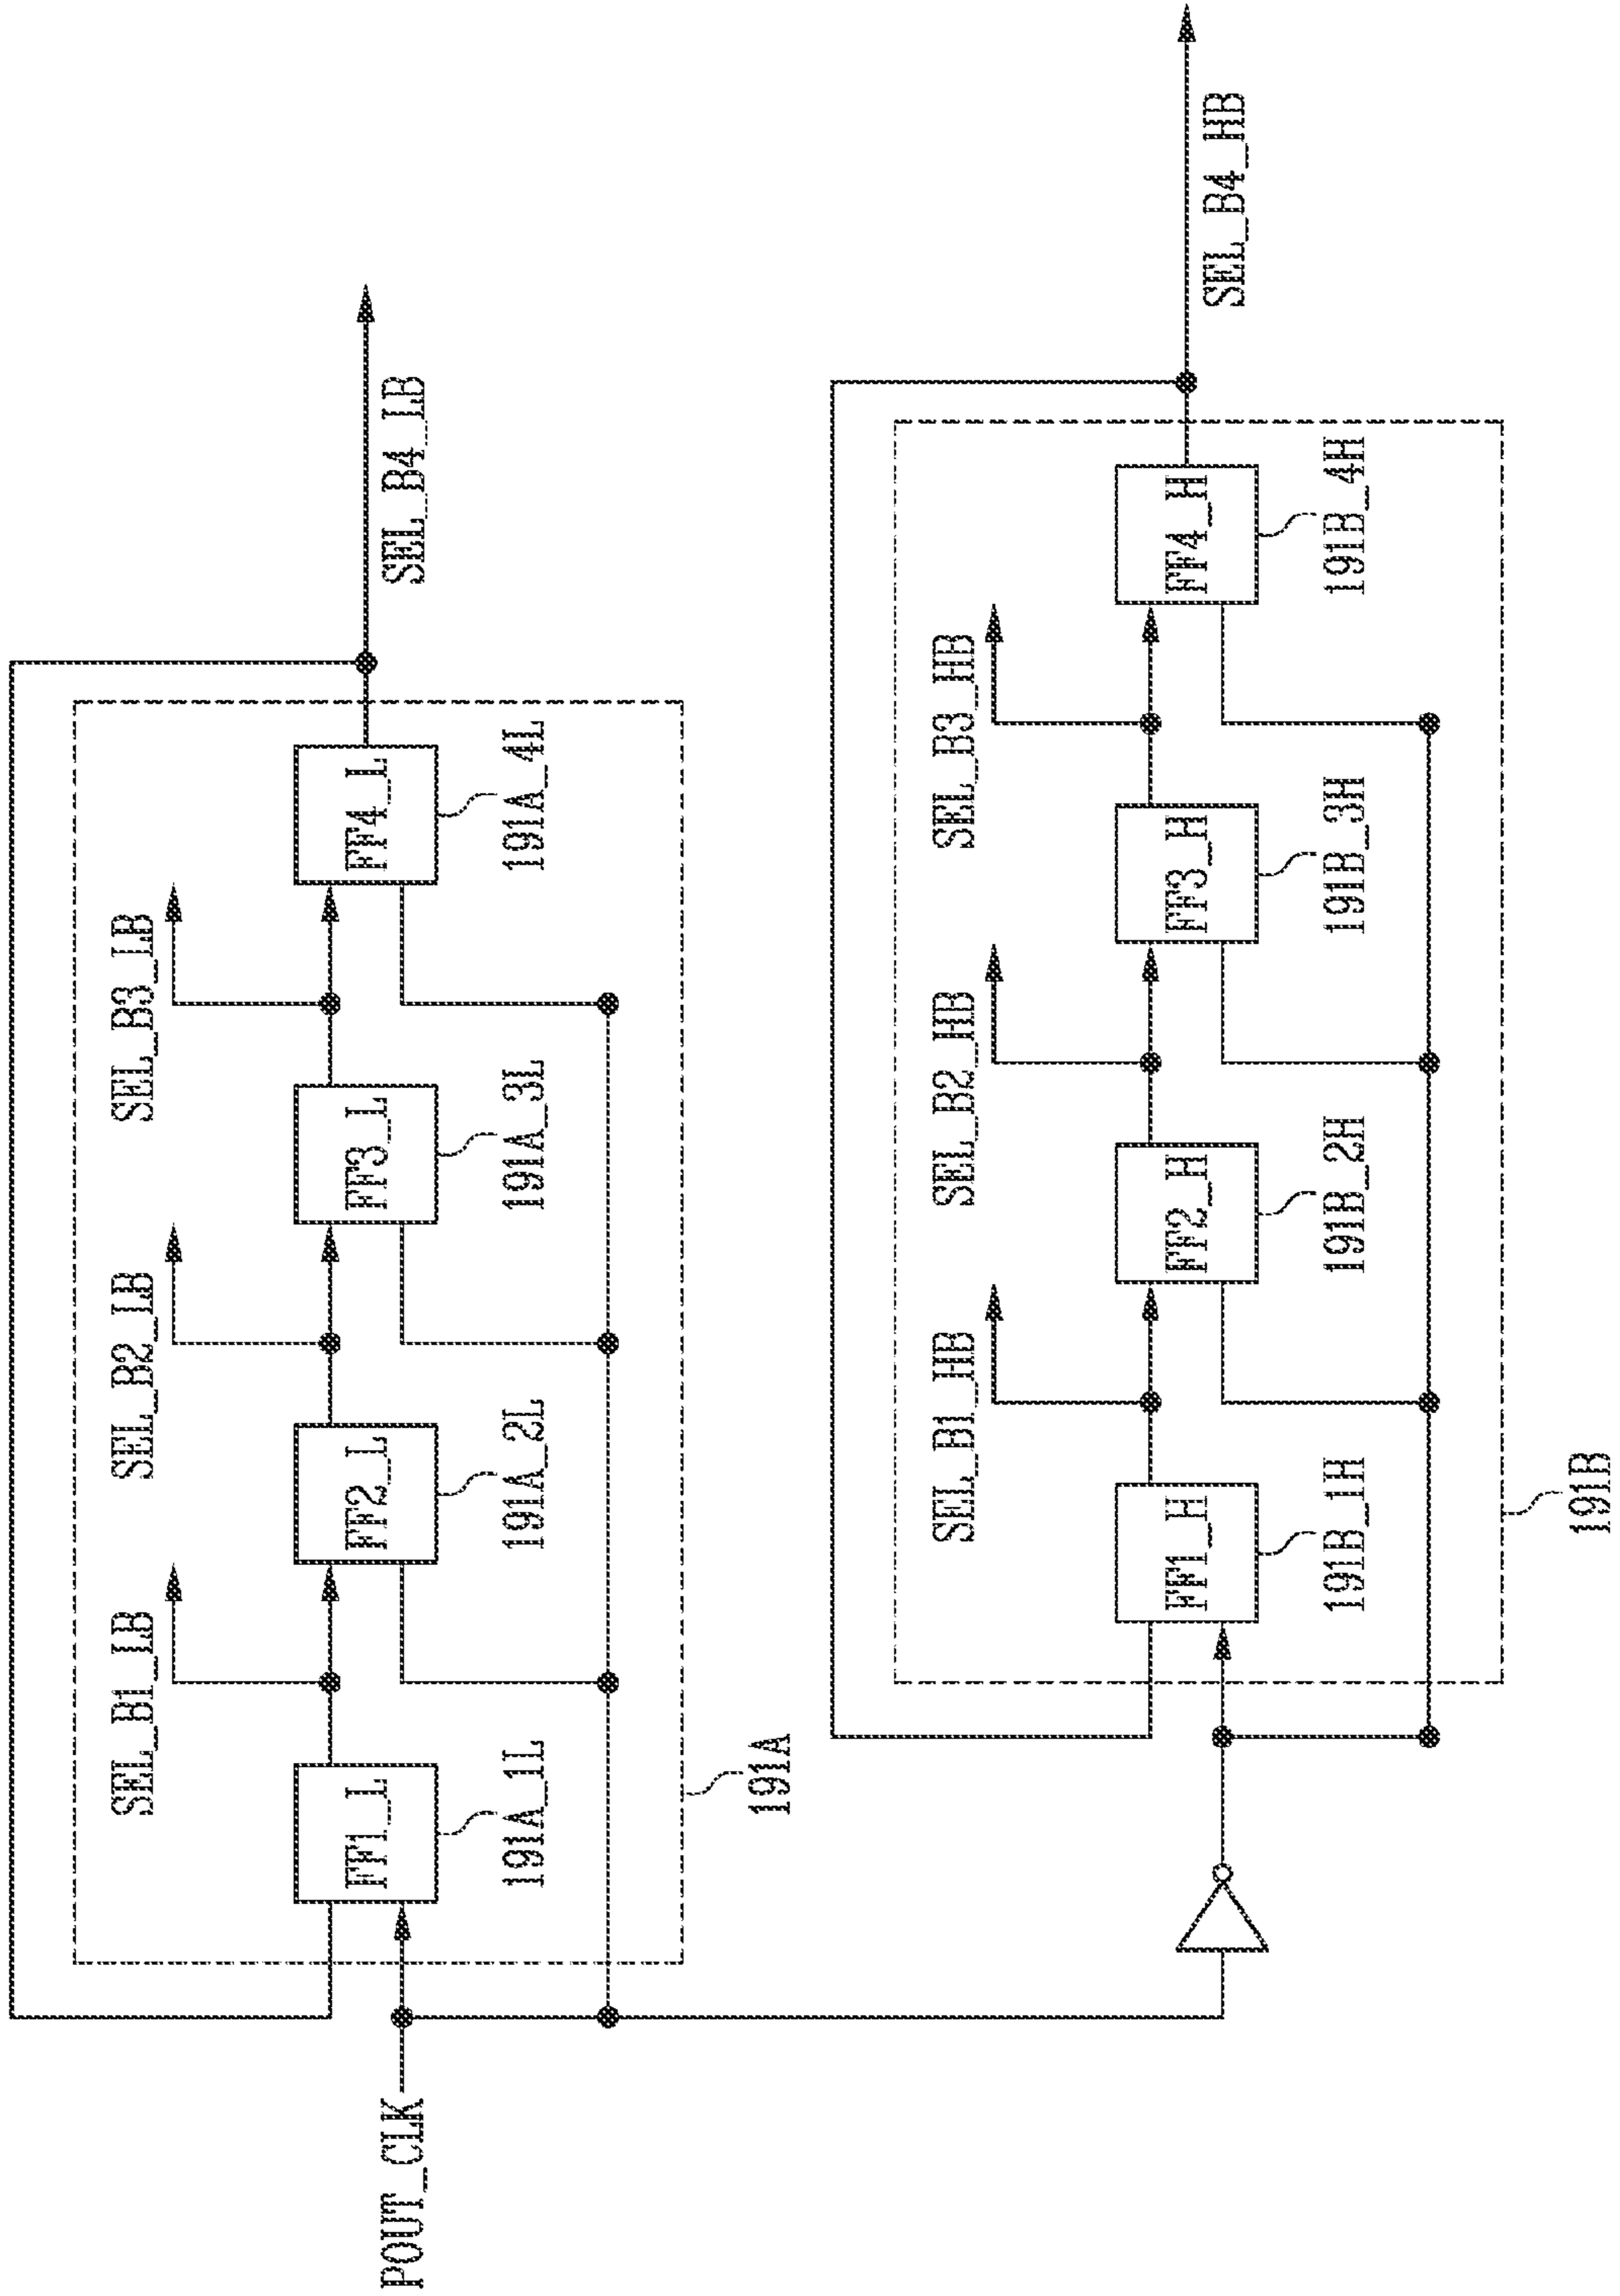 SEL_B1_LB
SEL_B2_LB
SEL_B3_LB
POUT_CLK
FF1_L
FF2_L
FF3_L
FF4_L
SEL_B4_LB
191A_1L
191A_2L
191A_3L
191A_4L
191A
SEL_B1_HB
SEL_B2_HB
SEL_B3_HB
FF1_H
FF2_H
FF3_H
FF4_H
SEL_B4_HB
191B_1H
191B_2H
191B_3H
191B_4H
191B